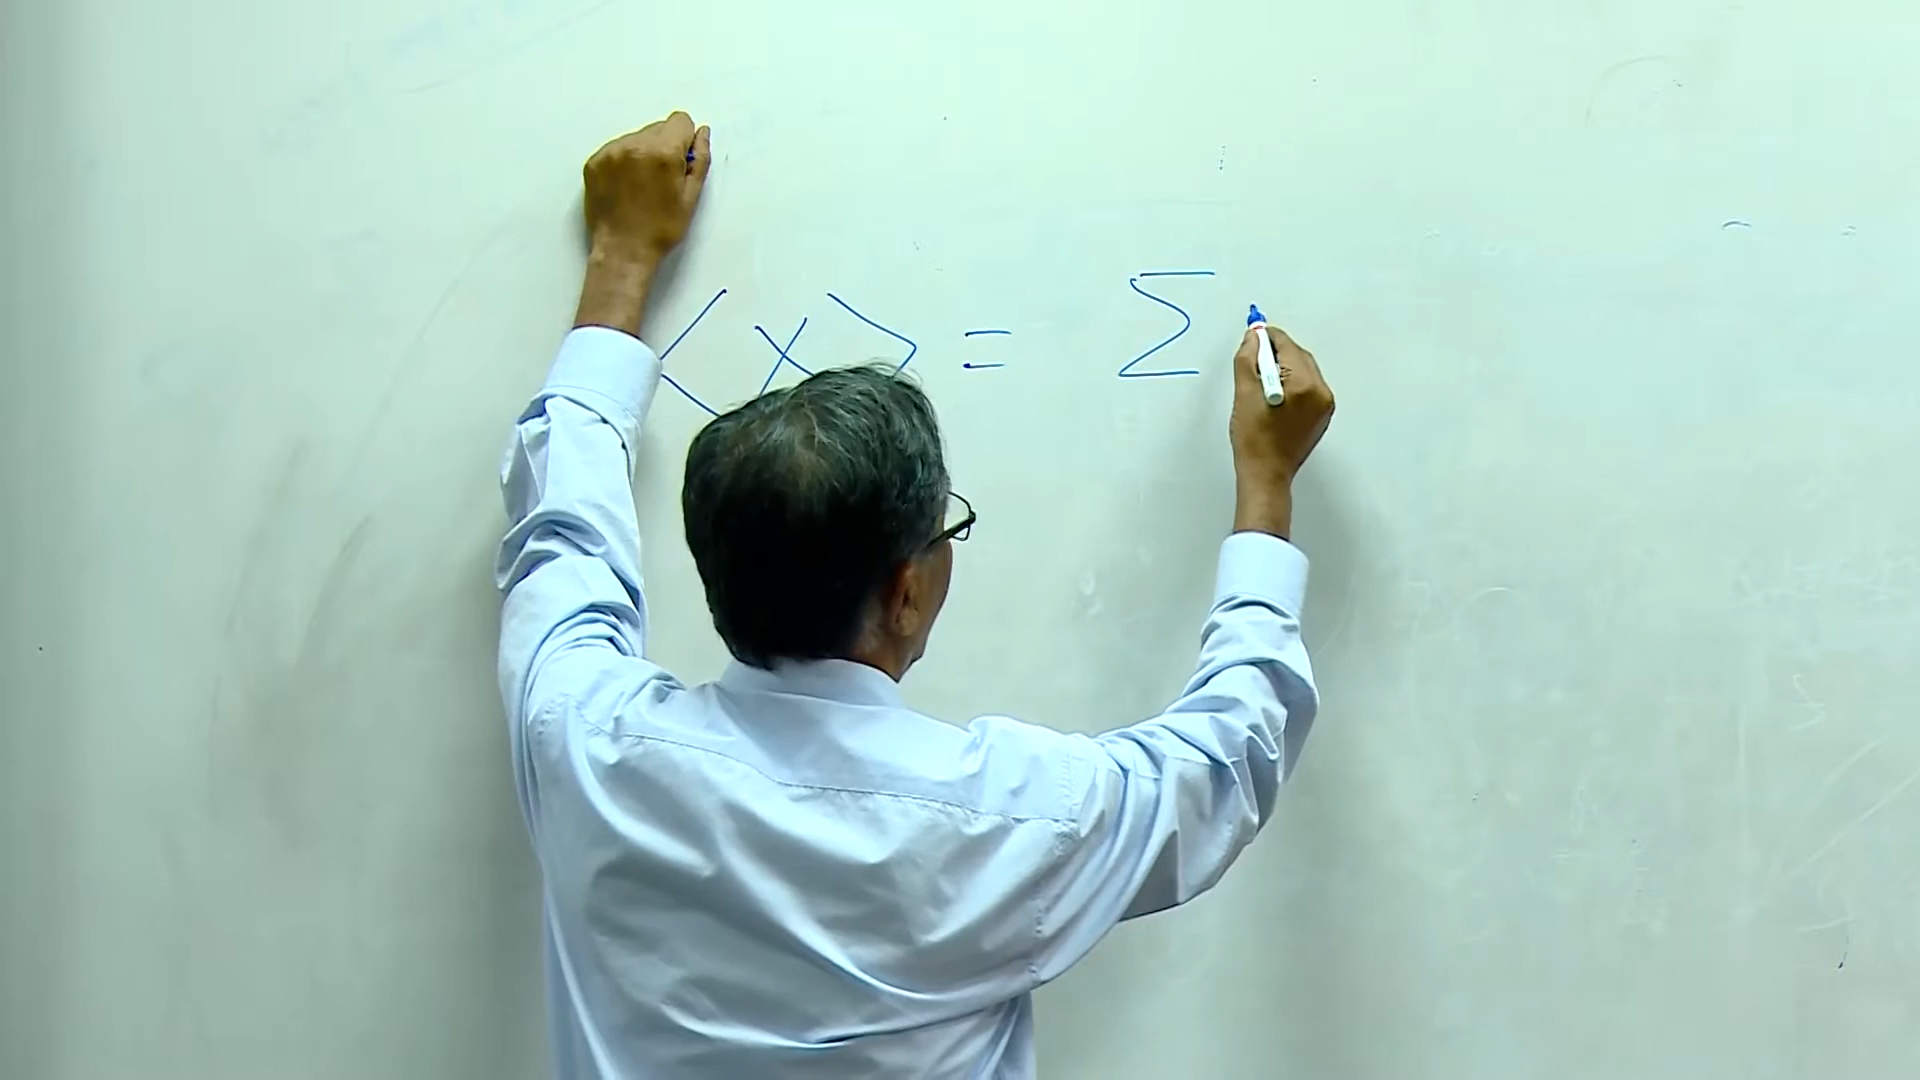 ⟨x⟩ = Σ